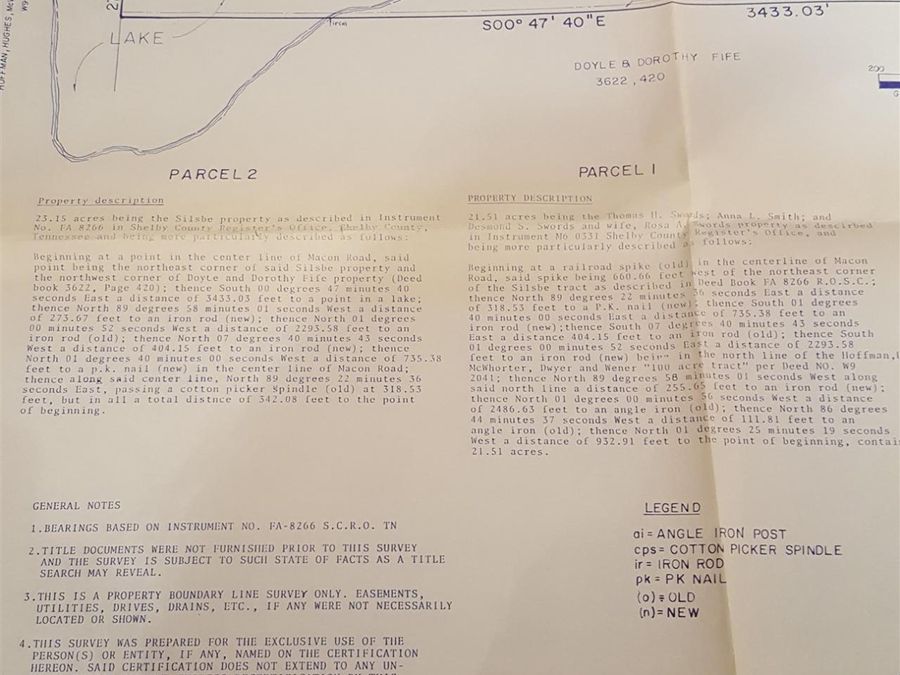 HOFFMAN, HUGHES,
W9
LAKE
irεn
S00° 47' 40"E
3433.03'
DOYLE & DOROTHY FIFE
3622, 420
200
PARCEL 2
Property description
23.15 acres being the Silsbe property as described in Instrument
No. FA 8266 in Shelby County Register's Office, Shelby County,
Tennessee and being more particularly described as follows:
Beginning at a point in the center line of Macon Road, said
point being the northeast corner of said Silsbe property and
the northwest corner of Doyte and Dorothy Fife property (Deed
book 3622, Page 420); thence South 00 degrees 47 minutes 40
seconds East a distance of 3433.03 feet to a point in a lake;
thence North 89 degrees 58 minutes 01 seconds West a distance
of 273.67 feet to an iron rod (new); thence North 01 degrees
00 minutes 52 seconds West a distance of 2293.58 feet to an
iron rod (old); thence North 07 degrees 40 minutes 43 seconds
West a distance of 404.15 feet to an iron rod (new); thence
North 01 degrees 40 minutes 00 seconds West a distance of 735.38
feet to a p.k. nail (new) in the center line of Macon Road;
thence along said center line, North 89 degrees 22 minutes 36
seconds East, passing a cotton picker spindle (old) at 318.53
feet, but in all a total distnce of 342.08 feet to the point
of beginning.
PARCEL 1
PROPERTY DESCRIPTION
21.51 acres being the Thomas H. Swords; Anna L. Smith; and
Desmond S. Swords and wife, Rosa A. Swords property as descirbed
in Instrument M6 0531 Shelby County Register's Office, and
being more particularly described as follows:
Beginning at a railroad spike (old) in the centerline of Macon
Road, said spike being 660.66 feet west of the northeast corner
of the Silsbe tract as described in Deed Book FA 8266 R.O.S.C.;
thence North 89 degrees 22 minutes 36 seconds East a distance
of 318.53 feet to a P.K. nail (new); thence South 01 degrees
40 minutes 00 seconds East a distance of 735.38 feet to an
iron rod (new);thence South 07 degrees 40 minutes 43 seconds
East a distance 404.15 feet to an iron rod (old); thence South
01 degrees 00 minutes 52 seconds East a distance of 2293.58
feet to an iron rod (new) being in the north line of the Hoffman,
McWhorter, Dwyer and Wener "100 acre tract" per Deed NO. W9
2041; thence North 89 degrees 58 minutes 01 seconds West along
said north line a distance of 255.65 feet to an iron rod (new);
thence North 01 degrees 00 minutes 56 seconds West a distance
of 2486.63 feet to an angle iron (old); thence North 86 degrees
44 minutes 37 seconds West a distance of 111.81 feet to an
angle iron (old); thence North 01 degrees 25 minutes 19 seconds
West a distance of 932.91 feet to the point of beginning, contai
21.51 acres.
GENERAL NOTES
1.BEARINGS BASED ON INSTRUMENT NO. FA-8266 S.C.R.O. TN
2.TITLE DOCUMENTS WERE NOT FURNISHED PRIOR TO THIS SURVEY
AND THE SURVEY IS SUBJECT TO SUCH STATE OF FACTS AS A TITLE
SEARCH MAY REVEAL.
3.THIS IS A PROPERTY BOUNDARY LINE SURVEY ONLY. EASEMENTS,
UTILITIES, DRIVES, DRAINS, ETC., IF ANY WERE NOT NECESSARILY
LOCATED OR SHOWN.
4.THIS SURVEY WAS PREPARED FOR THE EXCLUSIVE USE OF THE
PERSON(S) OR ENTITY, IF ANY, NAMED ON THE CERTIFICATION
HEREON. SAID CERTIFICATION DOES NOT EXTEND TO ANY UN-
LEGEND
ai = ANGLE IRON POST
cps = COTTON PICKER SPINDLE
ir = IRON ROD
pk = PK NAIL
(o) = OLD
(n) = NEW